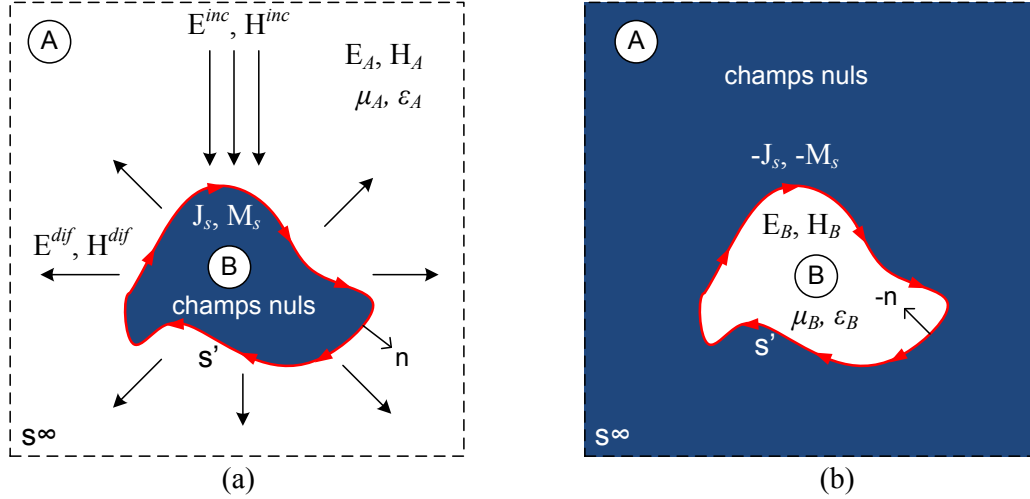 A
E^inc, H^inc
E_A, H_A
μ_A, ε_A
J_s, M_s
E^dif, H^dif
B
champs nuls
n
s'
s∞
(a)
A
champs nuls
-J_s, -M_s
E_B, H_B
B
-n
μ_B, ε_B
s'
s∞
(b)